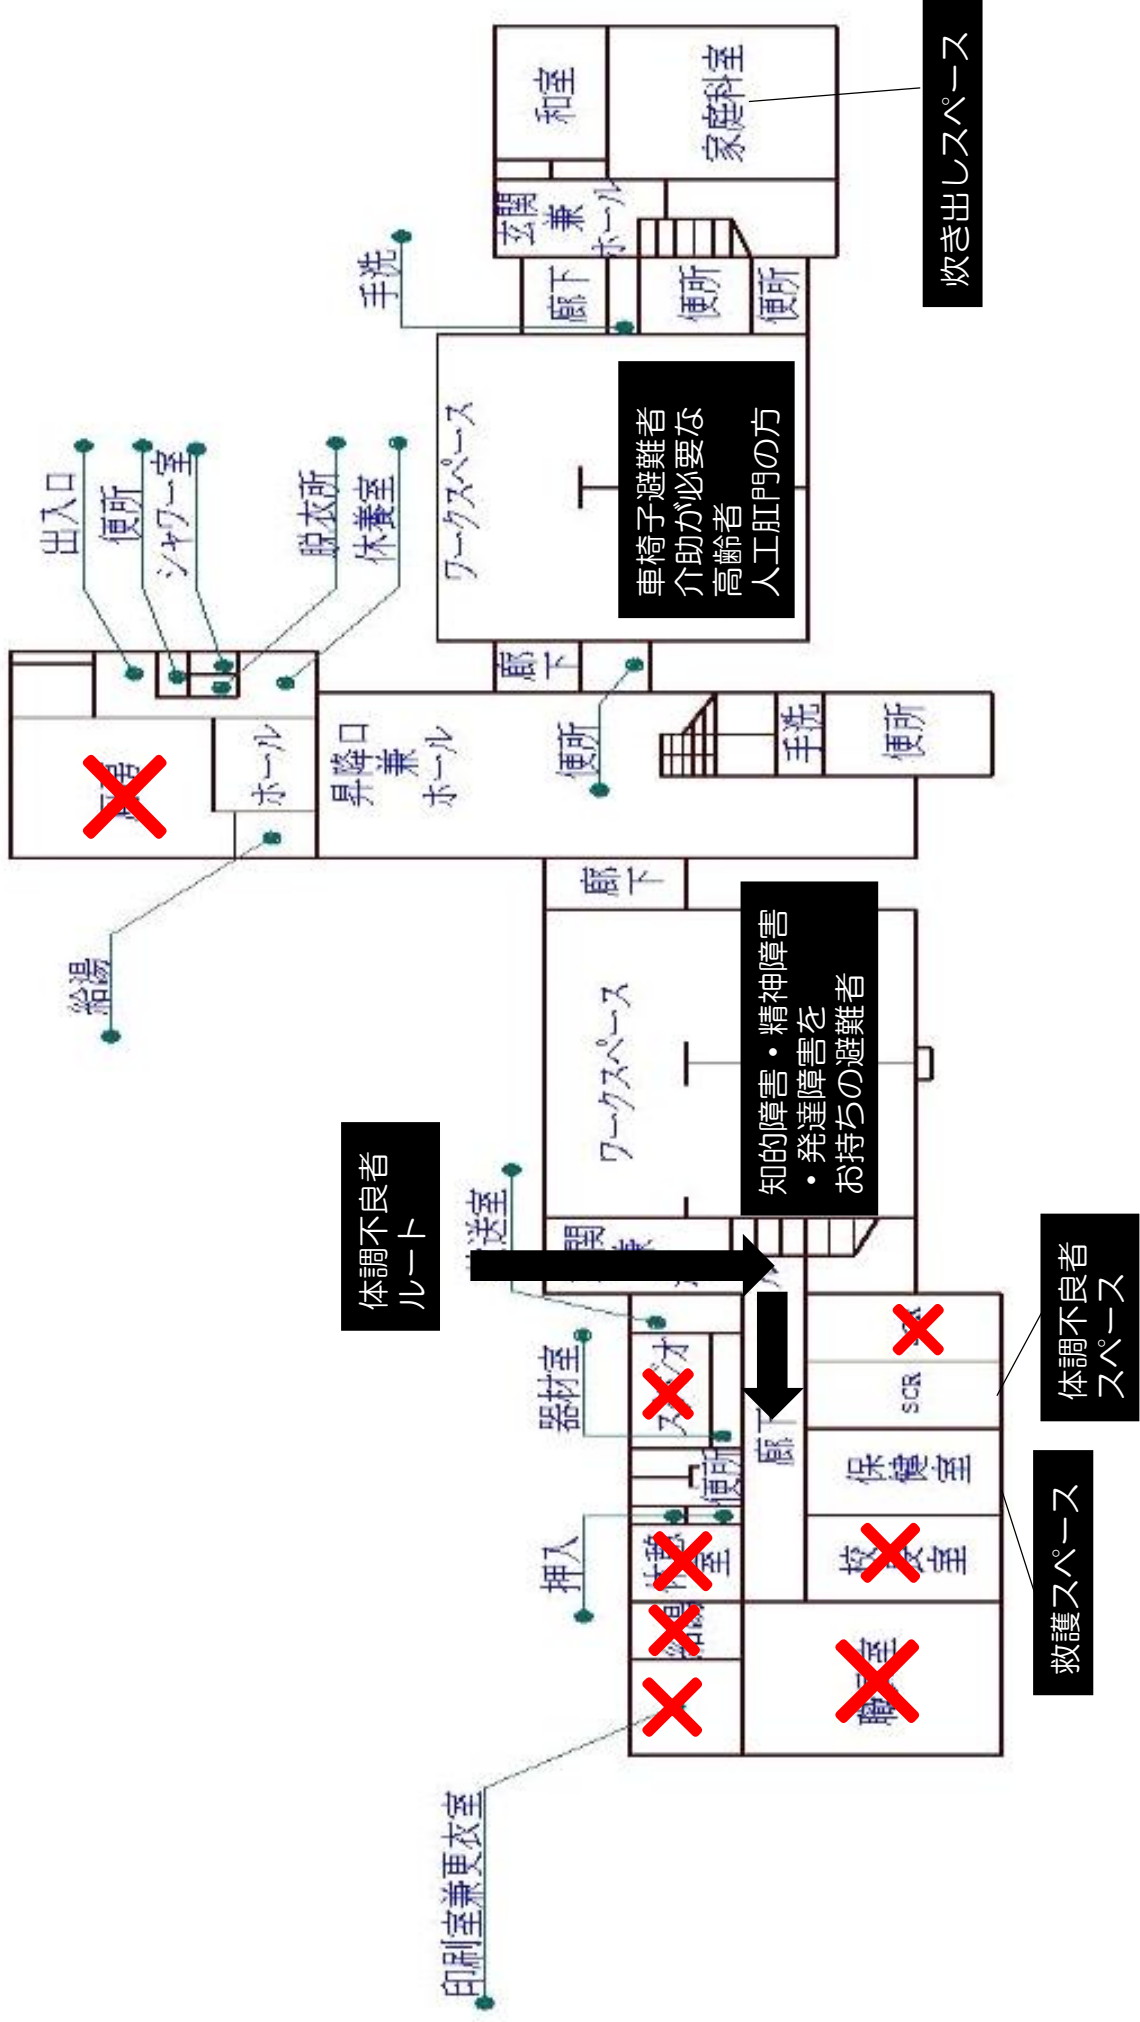 印刷室兼更衣室
押入
器材室
給湯
出入口
便所
シャワー室
脱衣所
休養室
手洗
体調不良者
ルート
ホール
昇降口
兼
ホール
便所
手洗
便所
廊下
廊下
ワークスペース
ワークスペース
廊下
玄関
兼
ホール
和室
家庭科室
便所
便所
便所
廊下
保健室
SCR
知的障害・精神障害
・発達障害を
お持ちの避難者
車椅子避難者
介助が必要な
高齢者
人工肛門の方
救護スペース
体調不良者
スペース
炊き出しスペース